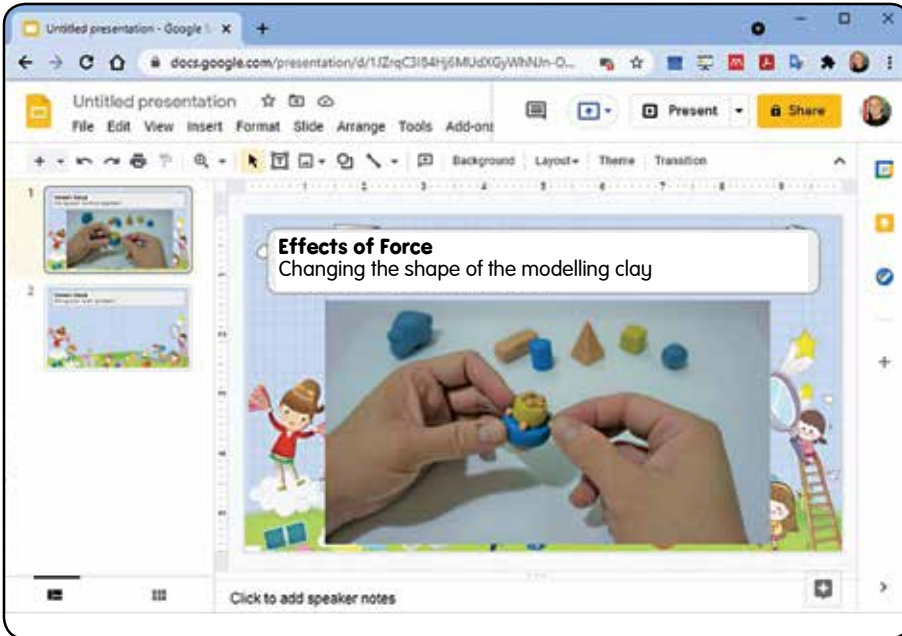 Untitled presentation - Google
docs.google.com/presentation/d/
Untitled presentation
File Edit View Insert Format Slide Arrange Tools Add-ons
Present
Share
Background Layout Theme Transition
1
2
Effects of Force
Changing the shape of the modelling clay
Click to add speaker notes